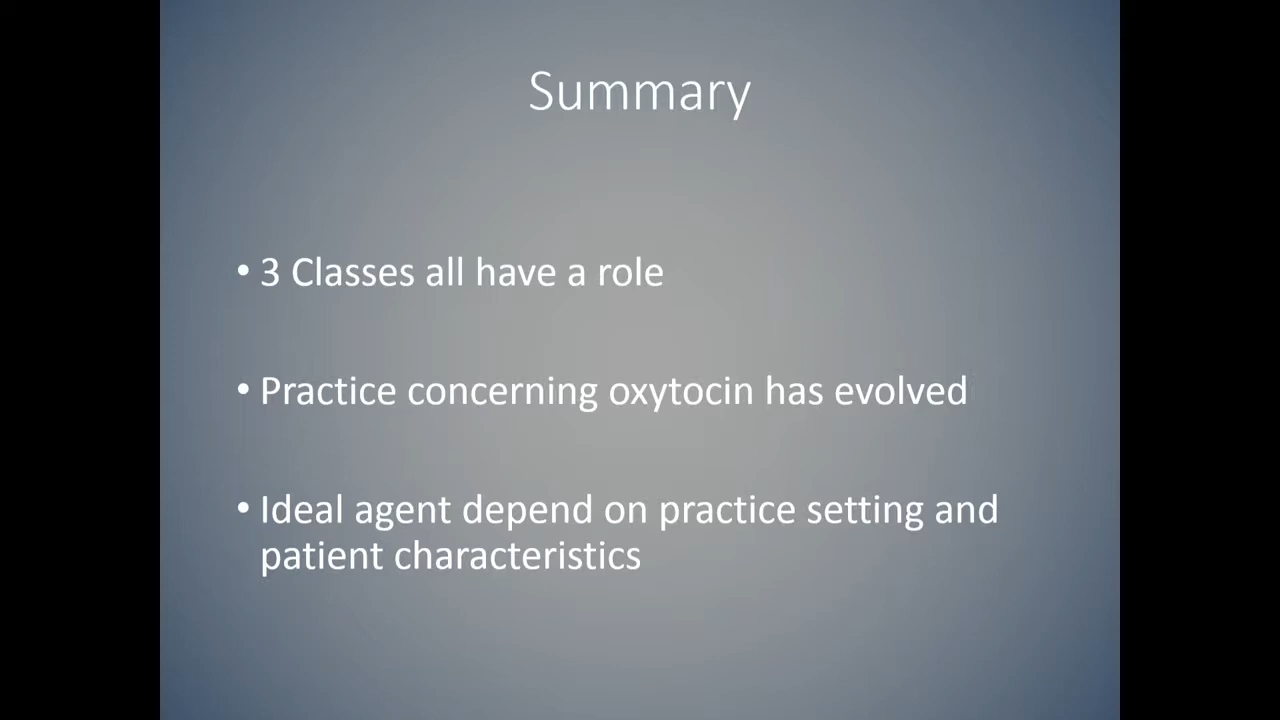 Summary
• 3 Classes all have a role
• Practice concerning oxytocin has evolved
• Ideal agent depend on practice setting and
patient characteristics